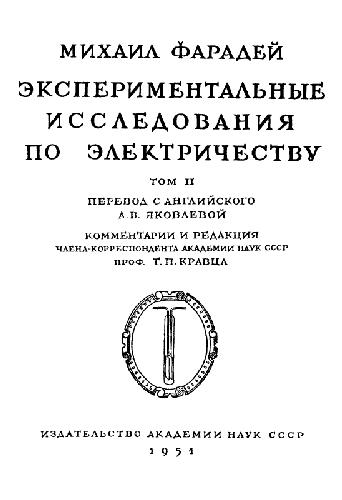 МИХАИЛ ФАРАДЕЙ
ЭКСПЕРИМЕНТАЛЬНЫЕ
ИССЛЕДОВАНИЯ
ПО ЭЛЕКТРИЧЕСТВУ
ТОМ II
ПЕРЕВОД С АНГЛИЙСКОГО
А.В. ЯКОВЛЕВОЙ
КОММЕНТАРИИ И РЕДАКЦИЯ
ЧЛЕНА-КОРРЕСПОНДЕНТА АКАДЕМИИ НАУК СССР
ПРОФ. Т.П. КРАВЦА
ИЗДАТЕЛЬСТВО АКАДЕМИИ НАУК СССР
1951